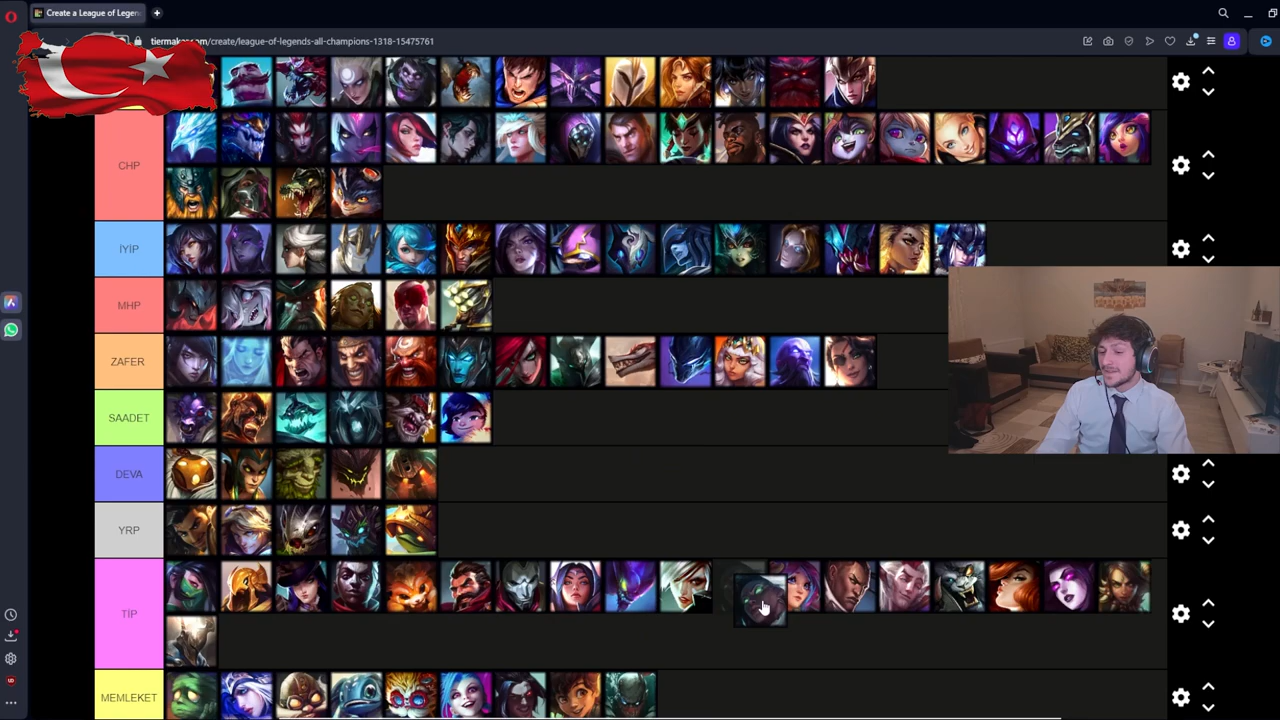 Create a League of Legen
tiermaker.com/create/league-of-legends-all-champions-1318-15475761
CHP
İYİP
MHP
ZAFER
SAADET
DEVA
YRP
TİP
MEMLEKET